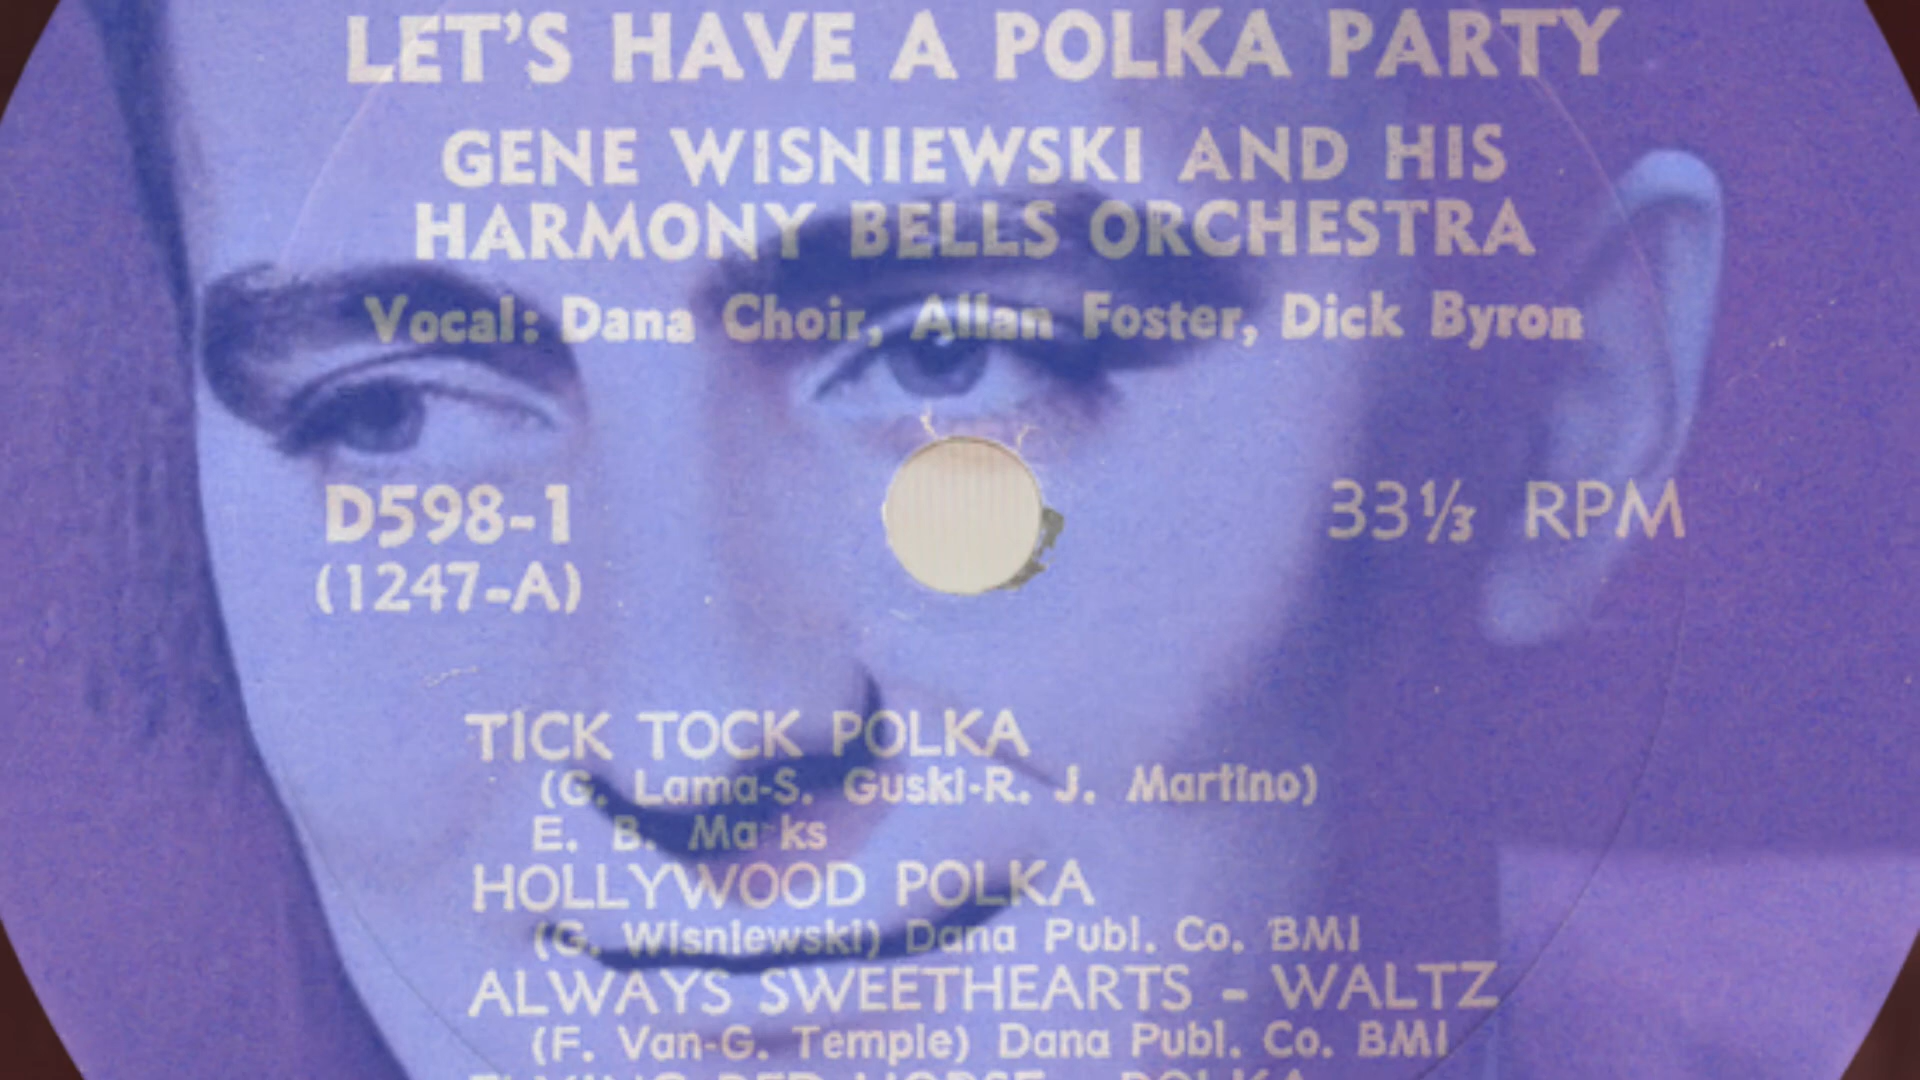 LET'S HAVE A POLKA PARTY
GENE WISNIEWSKI AND HIS
HARMONY BELLS ORCHESTRA
Vocal: Dana Choir, Allan Foster, Dick Byron
D598-1
33⅓ RPM
(1247-A)
TICK TOCK POLKA
(G. Lama-S. Guski-R. J. Martino)
E. B. Ma ks
HOLLYWOOD POLKA
(G. Wisniewski) Dana Publ. Co. BMI
ALWAYS SWEETHEARTS - WALTZ
(F. Van-G. Temple) Dana Publ. Co. BMI